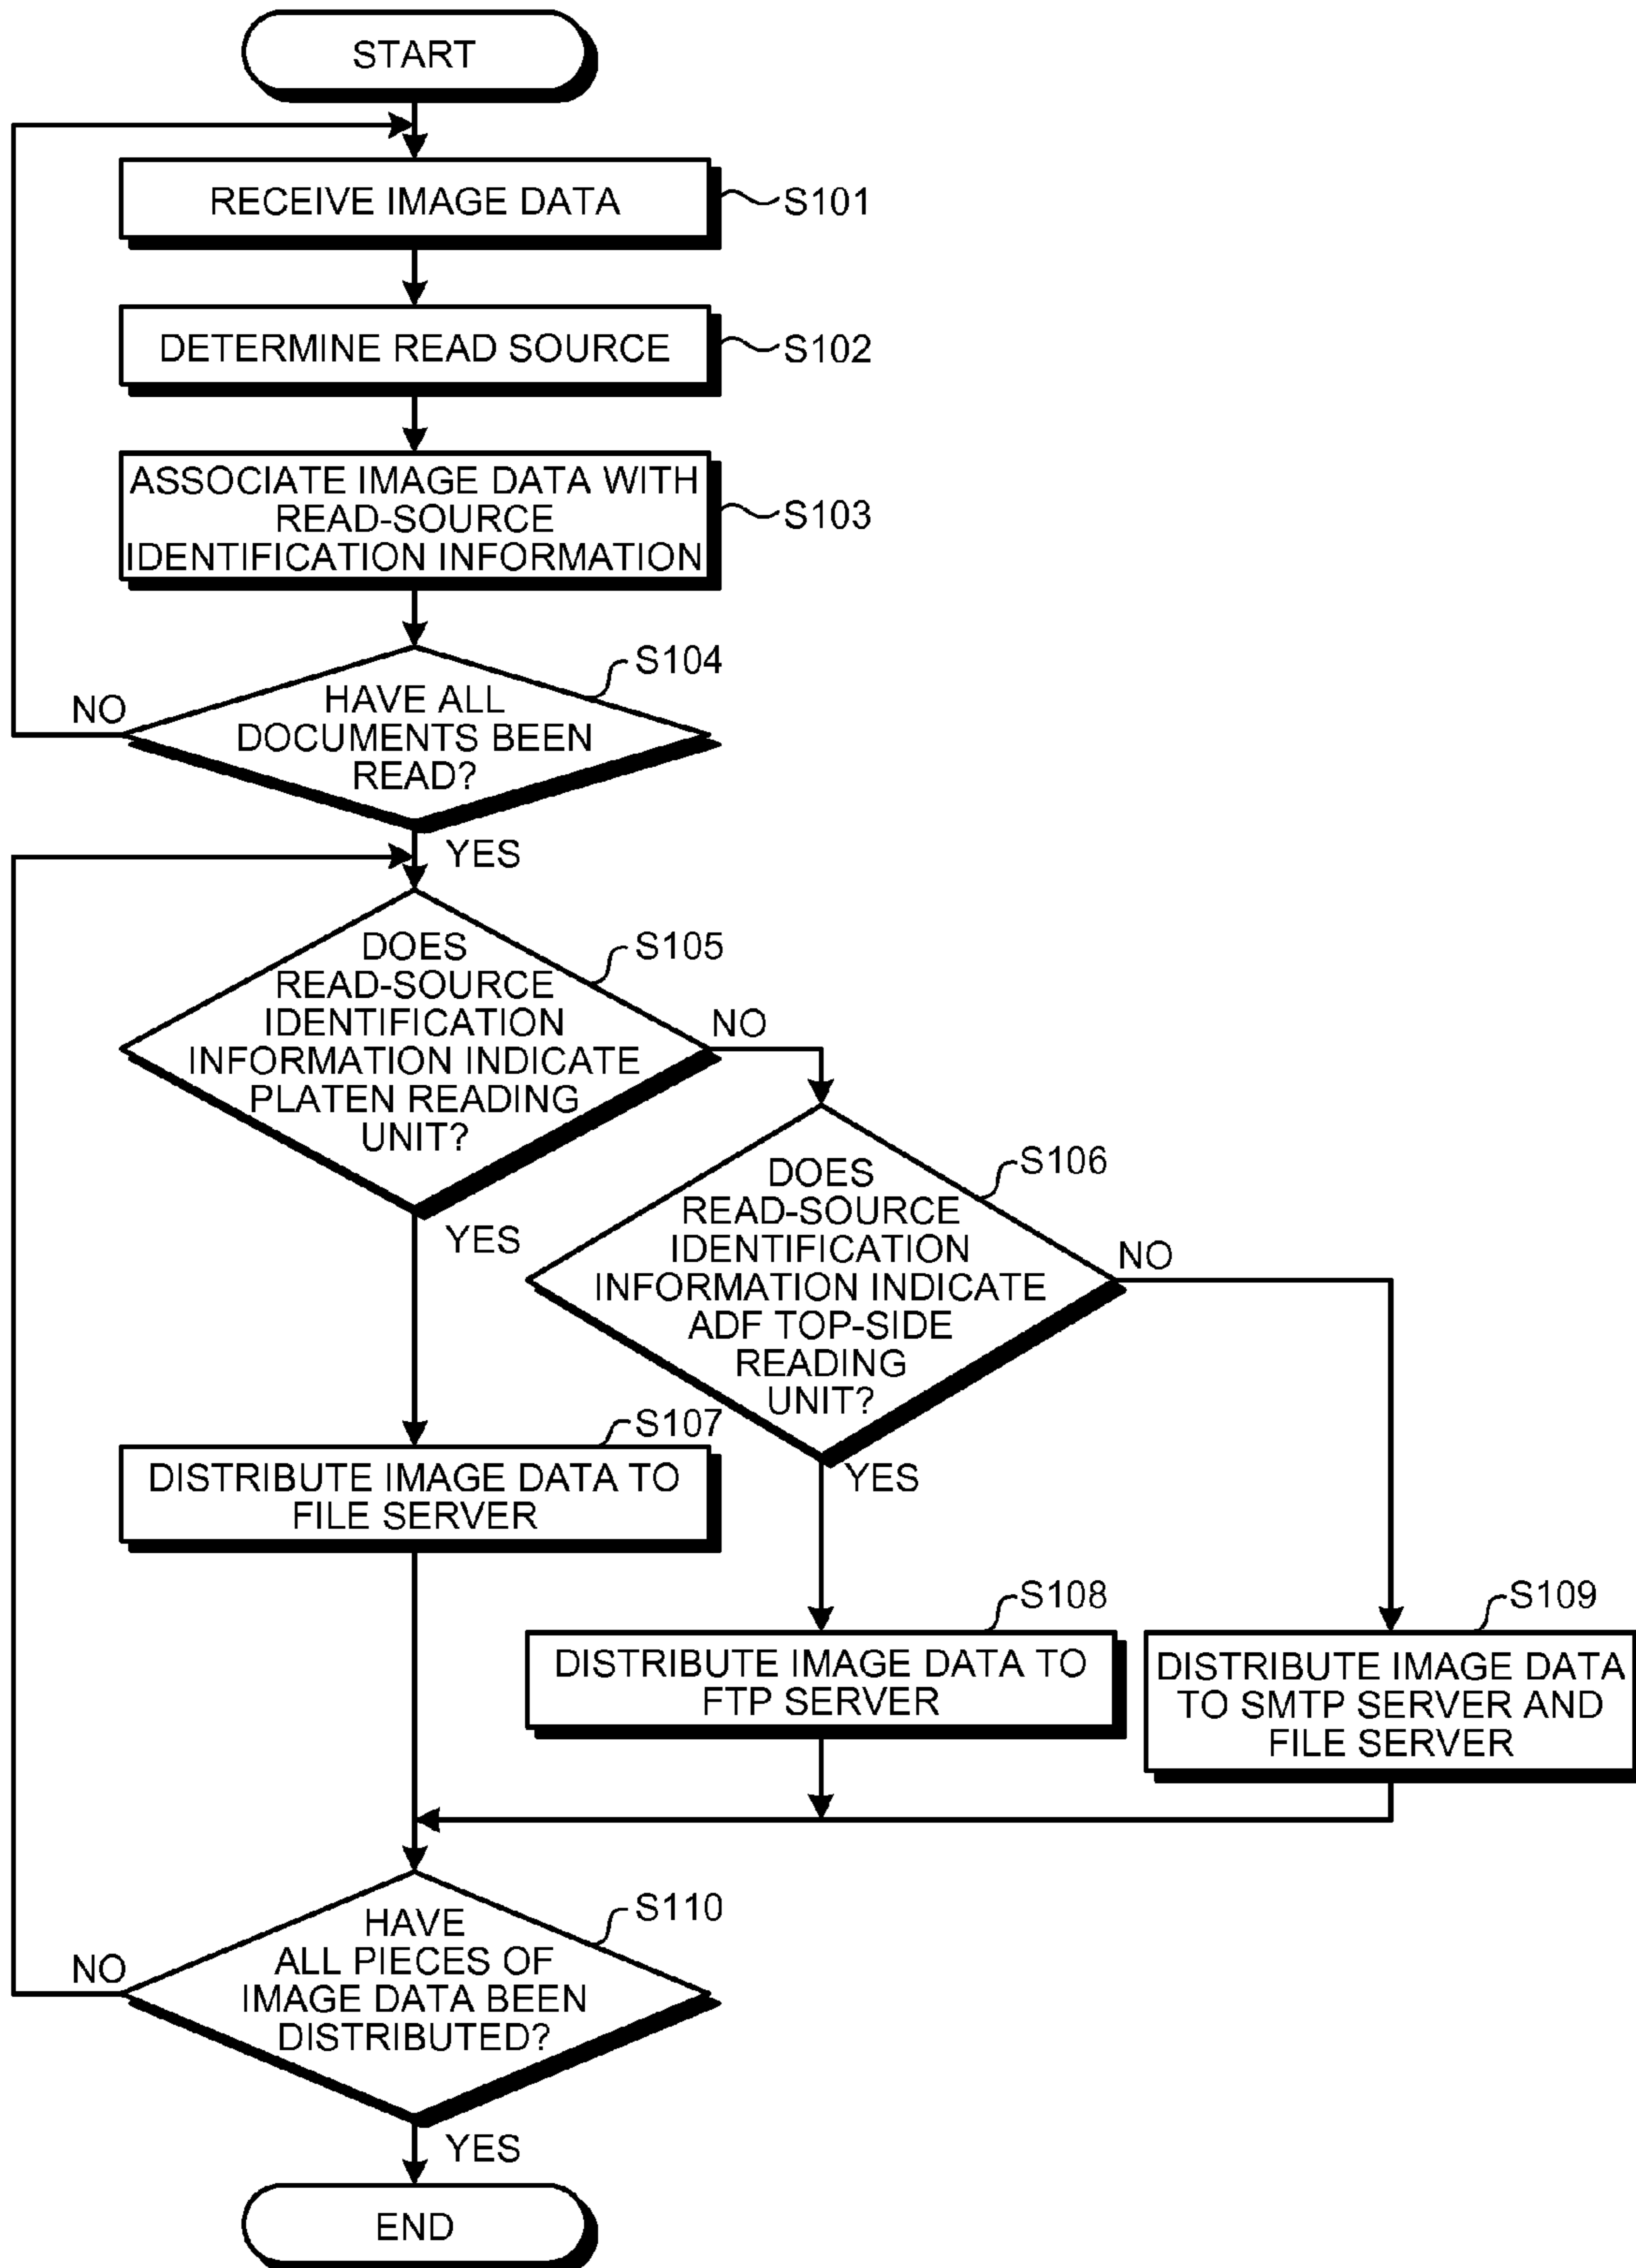 START
RECEIVE IMAGE DATA
S101
DETERMINE READ SOURCE
S102
ASSOCIATE IMAGE DATA WITH
READ-SOURCE
IDENTIFICATION INFORMATION
S103
S104
HAVE ALL
DOCUMENTS BEEN
READ?
NO
YES
S105
DOES
READ-SOURCE
IDENTIFICATION
INFORMATION INDICATE
PLATEN READING
UNIT?
NO
YES
S106
DOES
READ-SOURCE
IDENTIFICATION
INFORMATION INDICATE
ADF TOP-SIDE
READING
UNIT?
NO
YES
S107
DISTRIBUTE IMAGE DATA TO
FILE SERVER
S108
DISTRIBUTE IMAGE DATA TO
FTP SERVER
S109
DISTRIBUTE IMAGE DATA
TO SMTP SERVER AND
FILE SERVER
S110
HAVE
ALL PIECES OF
IMAGE DATA BEEN
DISTRIBUTED?
NO
YES
END